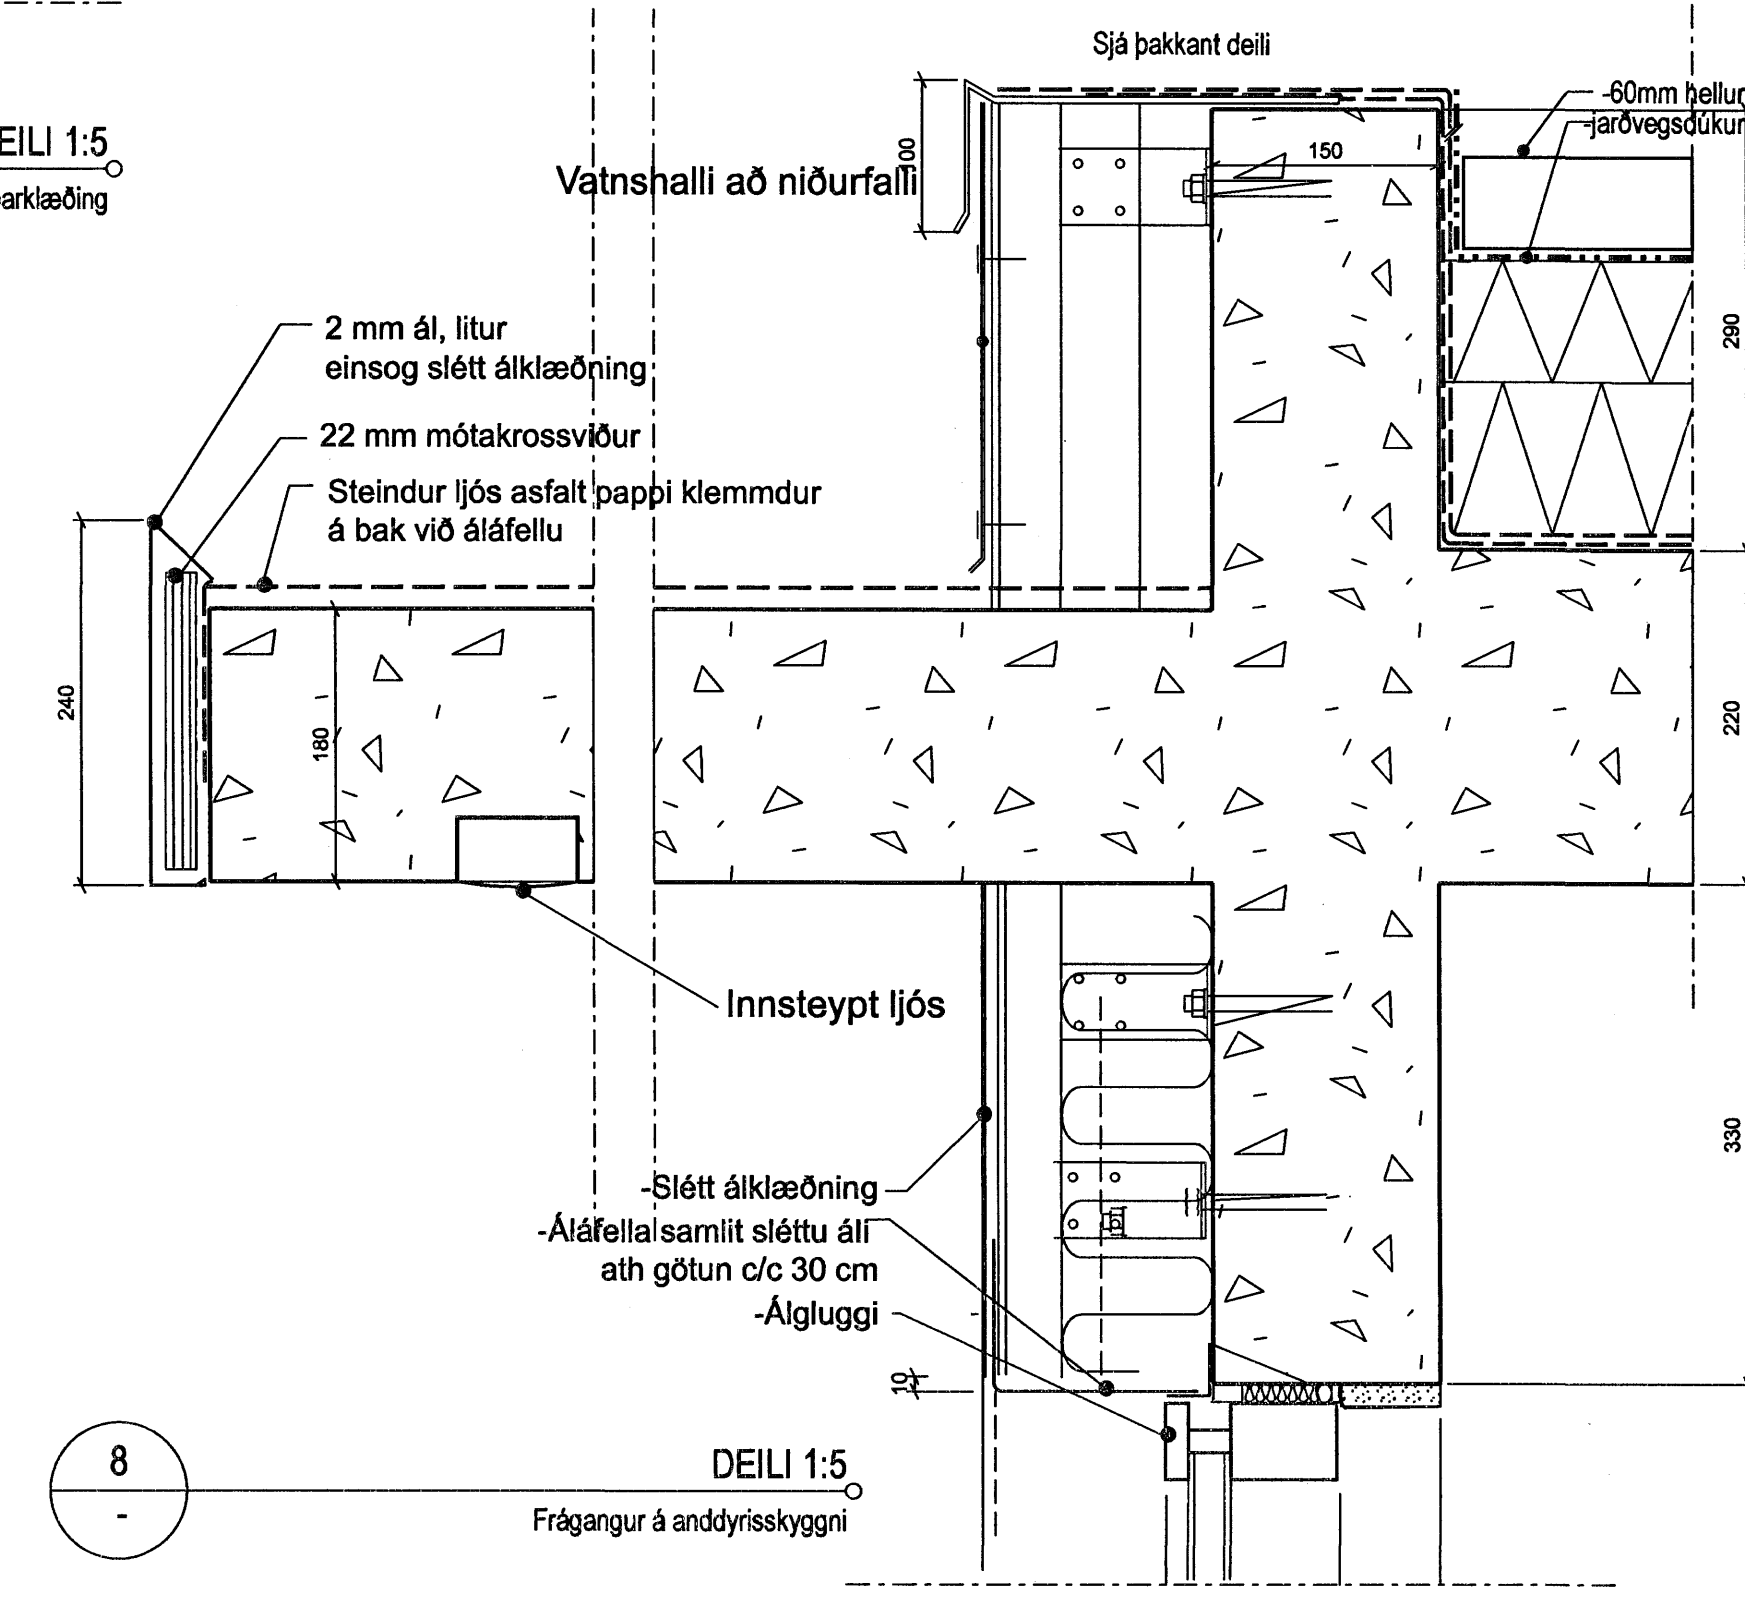 Sjá þakkant deili
-60mm hellur
-jarðvegsdúkur
EILI 1:5
arklæðing
100
150
Vatnshalli að niðurfalli
2 mm ál, litur
einsog slétt álklæðning
290
22 mm mótakrossviður
Steindur ljós asfalt pappi klemmdur
á bak við áláfellu
240
180
220
Innsteypt ljós
330
-Slétt álklæðning
-Áláfella samlit sléttu áli
ath götun c/c 30 cm
-Álgluggi
10
8
-
DEILI 1:5
Frágangur á anddyrisskyggni